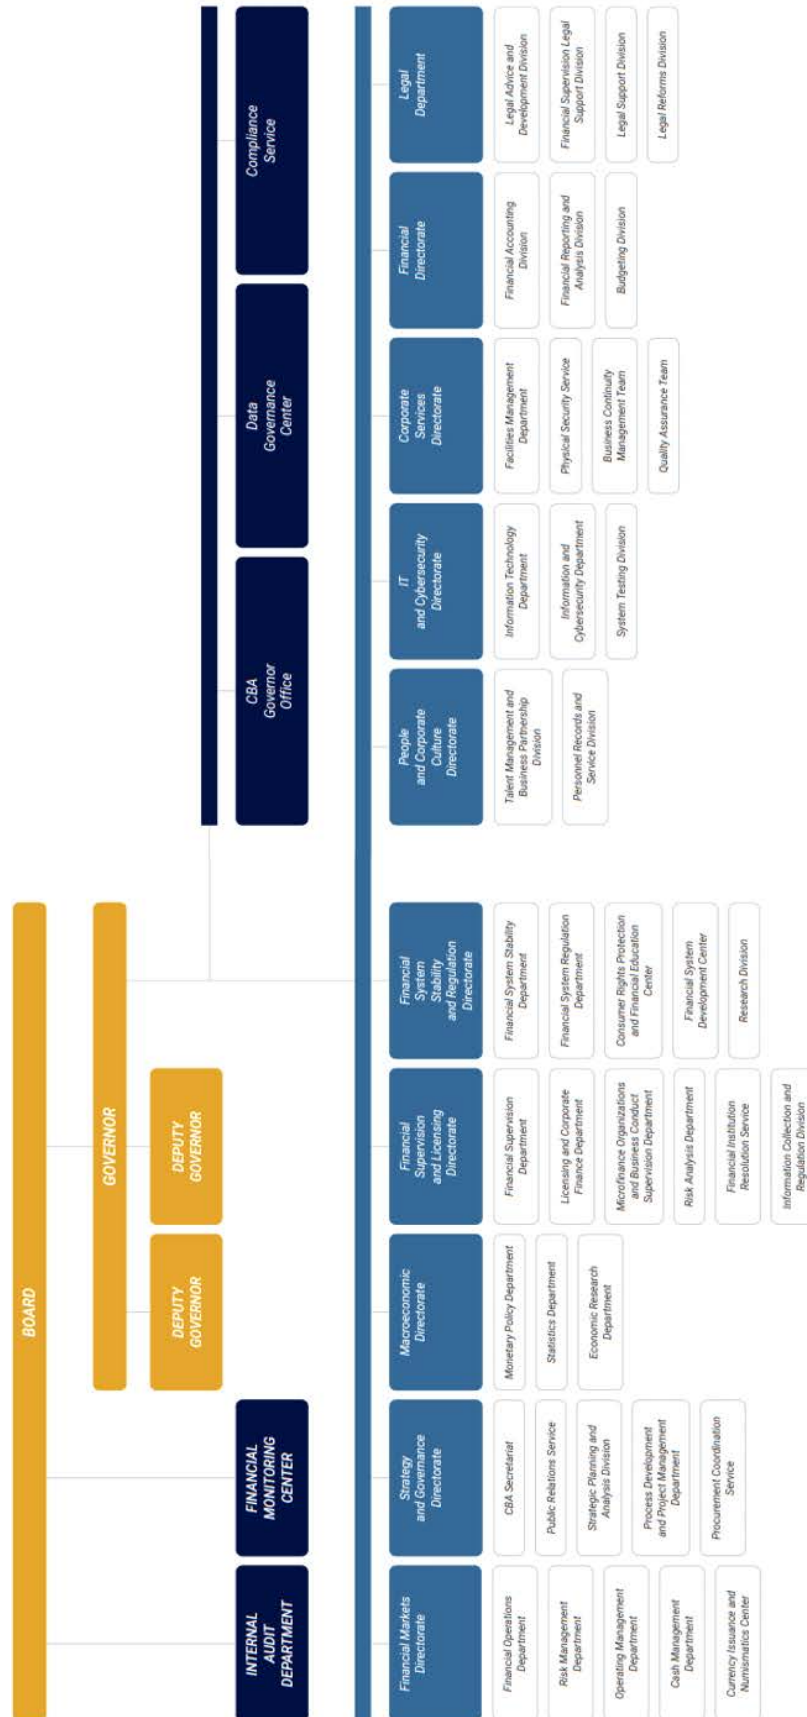 BOARD
GOVERNOR
DEPUTY
GOVERNOR
DEPUTY
GOVERNOR
INTERNAL
AUDIT
DEPARTMENT
FINANCIAL
MONITORING
CENTER
CBA
Governor
Office
Data
Governance
Center
Compliance
Service
Financial Markets
Directorate
Financial Operations
Department
Risk Management
Department
Operating Management
Department
Cash Management
Department
Currency Issuance and
Numismatics Center
Strategy
and Governance
Directorate
CBA Secretariat
Public Relations Service
Strategic Planning and
Analysis Division
Process Development
and Project Management
Department
Procurement Coordination
Service
Macroeconomic
Directorate
Monetary Policy Department
Statistics Department
Economic Research
Department
Financial
Supervision
and Licensing
Directorate
Financial Supervision
Department
Licensing and Corporate
Finance Department
Microfinance Organizations
and Business Conduct
Supervision Department
Risk Analysis Department
Financial Institution
Resolution Service
Information Collection and
Regulation Division
Financial
System
Stability
and Regulation
Directorate
Financial System Stability
Department
Financial System Regulation
Department
Consumer Rights Protection
and Financial Education
Center
Financial System
Development Center
Research Division
People
and Corporate
Culture
Directorate
Talent Management and
Business Partnership
Division
Personnel Records and
Service Division
IT
and Cybersecurity
Directorate
Information Technology
Department
Information and
Cybersecurity Department
System Testing Division
Corporate
Services
Directorate
Facilities Management
Department
Physical Security Service
Business Continuity
Management Team
Quality Assurance Team
Financial
Directorate
Financial Accounting
Division
Financial Reporting and
Analysis Division
Budgeting Division
Legal
Department
Legal Advice and
Development Division
Financial Supervision Legal
Support Division
Legal Support Division
Legal Reforms Division